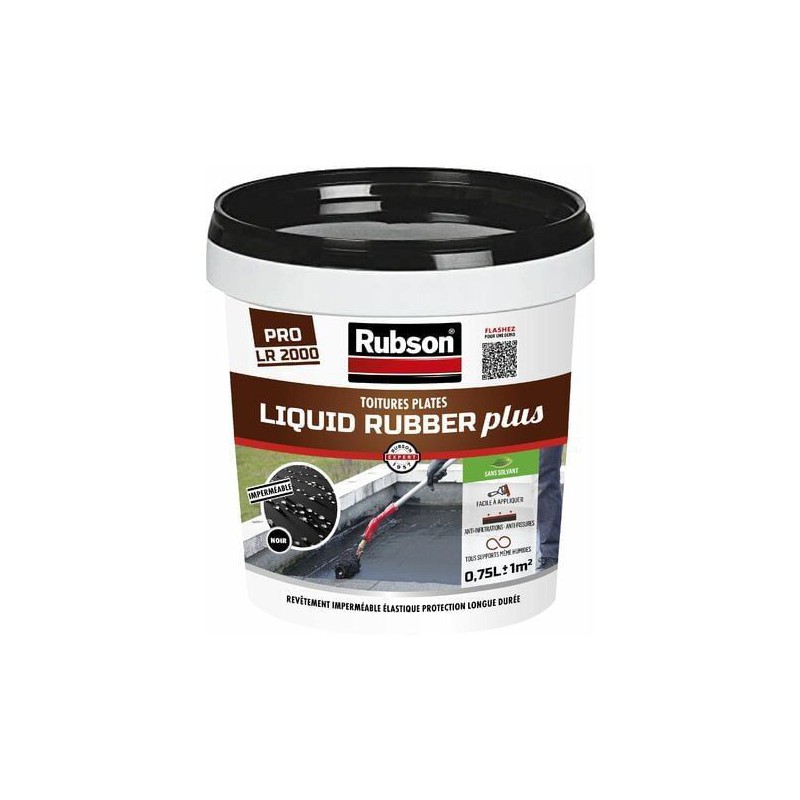 PRO
LR 2000
Rubson®
FLASHEZ
POUR UNE DEMO
TOITURES PLATES
LIQUID RUBBER plus
RUBSON
EXPERT
1957
SANS SOLVANT
IMPERMÉABLE
NOIR
FACILE À APPLIQUER
ANTI-INFILTRATIONS - ANTI-FISSURES
TOUS SUPPORTS MÊME HUMIDES
0,75L ± 1m²
REVÊTEMENT IMPERMÉABLE ÉLASTIQUE PROTECTION LONGUE DURÉE